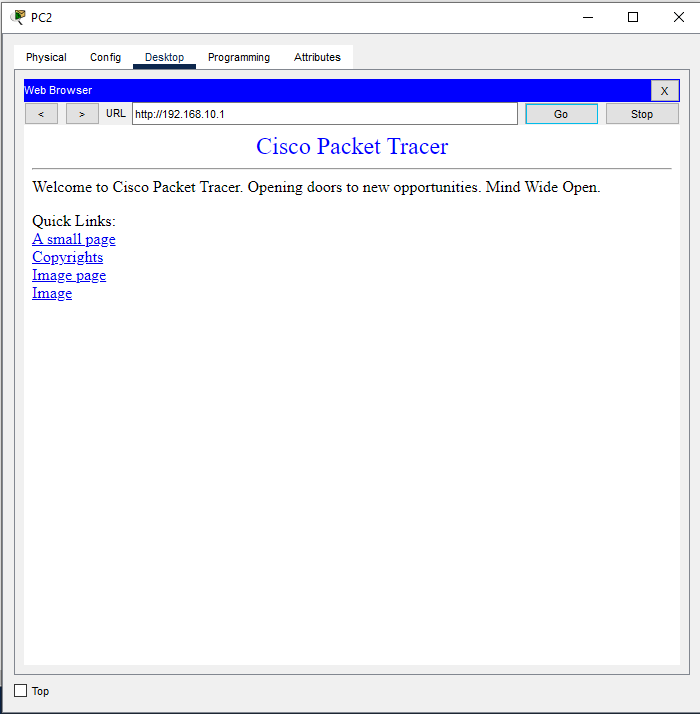 PC2
Physical Config Desktop Programming Attributes
Web Browser X
< > URL http://192.168.10.1 Go Stop
Cisco Packet Tracer
Welcome to Cisco Packet Tracer. Opening doors to new opportunities. Mind Wide Open.
Quick Links:
A small page
Copyrights
Image page
Image
Top